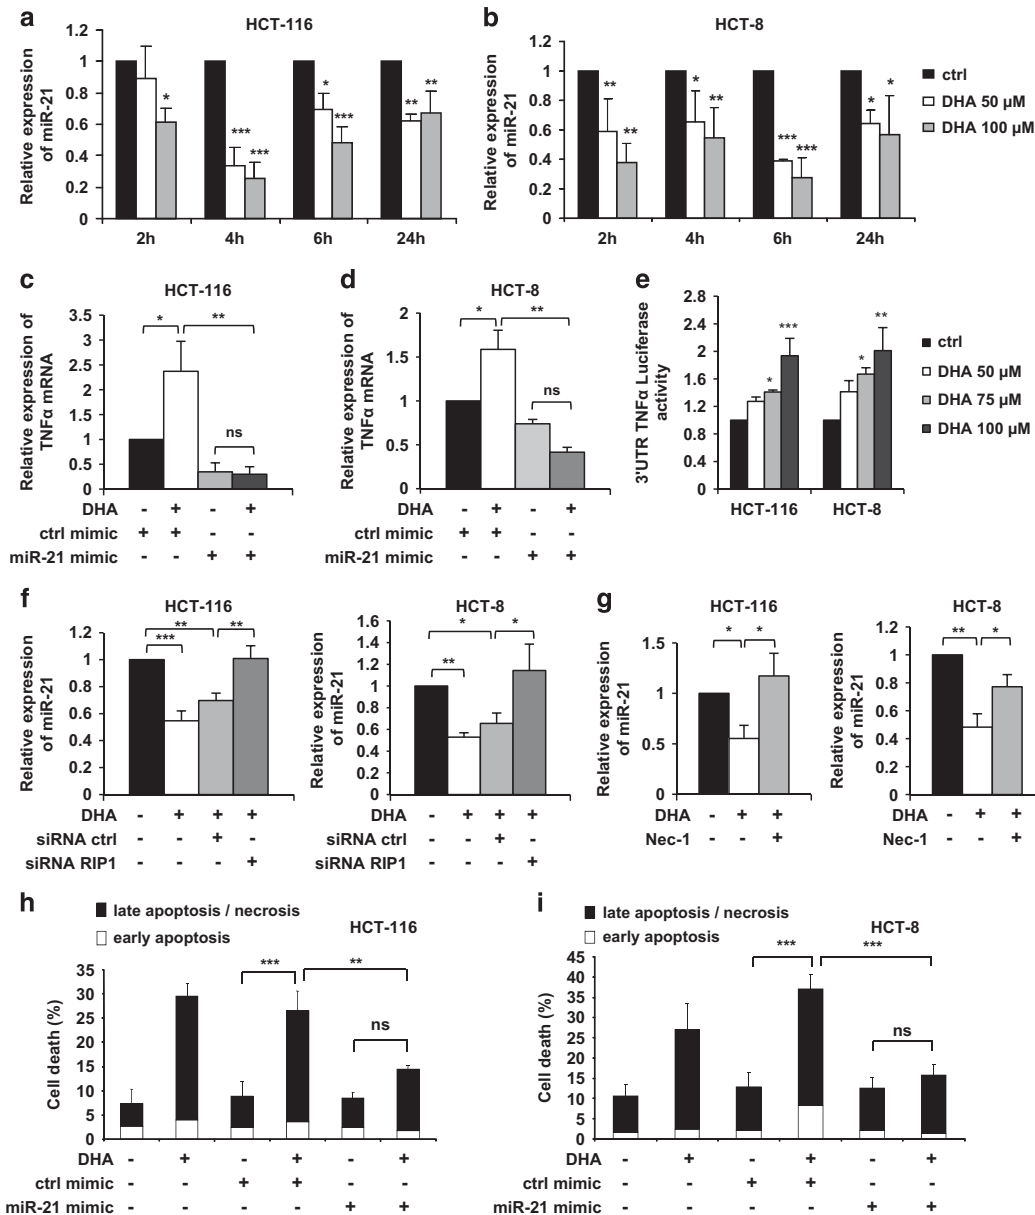 a
HCT-116
Relative expression of miR-21
1.2
1
0.8
0.6
0.4
0.2
0
*
***
***
*
***
**
**
2h 4h 6h 24h
b
HCT-8
Relative expression of miR-21
1.2
1
0.8
0.6
0.4
0.2
0
**
**
*
**
***
***
*
*
2h 4h 6h 24h
ctrl
DHA 50 µM
DHA 100 µM
c
HCT-116
Relative expression of TNFα mRNA
3.5
3
2.5
2
1.5
1
0.5
0
* **
ns
DHA - + - +
ctrl mimic + + - -
miR-21 mimic - - + +
d
HCT-8
Relative expression of TNFα mRNA
2
1.5
1
0.5
0
* **
ns
DHA - + - +
ctrl mimic + + - -
miR-21 mimic - - + +
e
3'UTR TNFα Luciferase activity
2.8
2.4
2
1.6
1.2
0.8
0.4
0
* *** * **
HCT-116 HCT-8
ctrl
DHA 50 µM
DHA 75 µM
DHA 100 µM
f
HCT-116
Relative expression of miR-21
1.2
1
0.8
0.6
0.4
0.2
0
**
*** **
DHA - + + +
siRNA ctrl - - + -
siRNA RIP1 - - - +
HCT-8
Relative expression of miR-21
1.6
1.4
1.2
1
0.8
0.6
0.4
0.2
0
* *
**
DHA - + + +
siRNA ctrl - - + -
siRNA RIP1 - - - +
g
HCT-116
Relative expression of miR-21
1.5
1
0.5
0
* *
DHA - + +
Nec-1 - - +
HCT-8
Relative expression of miR-21
1.2
1
0.8
0.6
0.4
0.2
0
** *
DHA - + +
Nec-1 - - +
h
late apoptosis / necrosis
early apoptosis
HCT-116
Cell death (%)
35
30
25
20
15
10
5
0
*** **
ns
DHA - + - + - +
ctrl mimic - - + + - -
miR-21 mimic - - - - + +
i
late apoptosis / necrosis
early apoptosis
HCT-8
Cell death (%)
45
40
35
30
25
20
15
10
5
0
*** ***
ns
DHA - + - + - +
ctrl mimic - - + + - -
miR-21 mimic - - - - + +